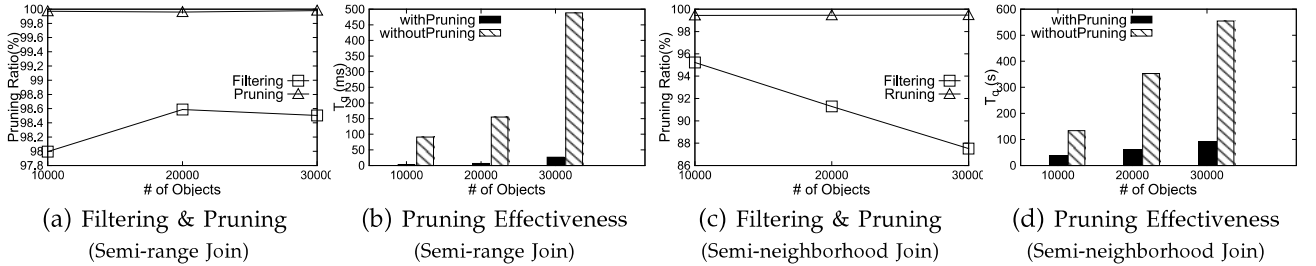 100
99.8
99.6
99.4
99.2
99
98.8
98.6
98.4
98.2
98
97.8
Pruning Ratio(%)
Filtering
Pruning
10000 20000 30000
# of Objects
(a) Filtering & Pruning
(Semi-range Join)
500
450
400
350
300
250
200
150
100
50
0
T_q (ms)
withPruning
withoutPruning
10000 20000 30000
# of Objects
(b) Pruning Effectiveness
(Semi-range Join)
100
98
96
94
92
90
88
86
Pruning Ratio(%)
Filtering
Rruning
10000 20000 30000
# of Objects
(c) Filtering & Pruning
(Semi-neighborhood Join)
600
500
400
300
200
100
0
T_q (s)
withPruning
withoutPruning
10000 20000 30000
# of Objects
(d) Pruning Effectiveness
(Semi-neighborhood Join)